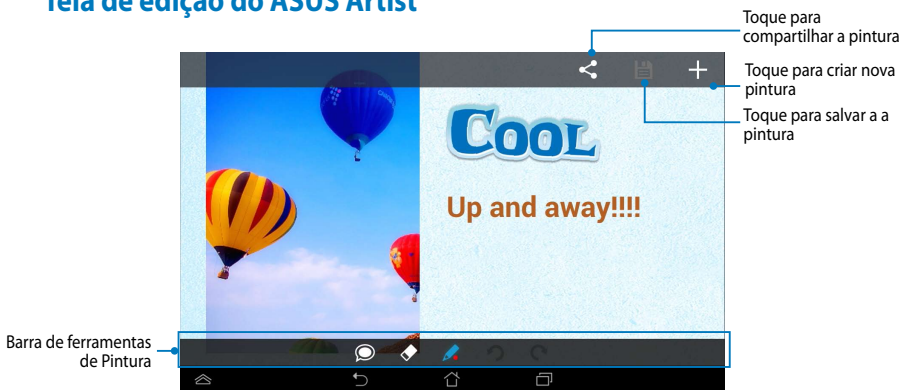 Tela de edição do ASUS Artist
Toque para
compartilhar a pintura
Toque para criar nova
pintura
Toque para salvar a a
pintura
COOL
Up and away!!!!
Barra de ferramentas
de Pintura